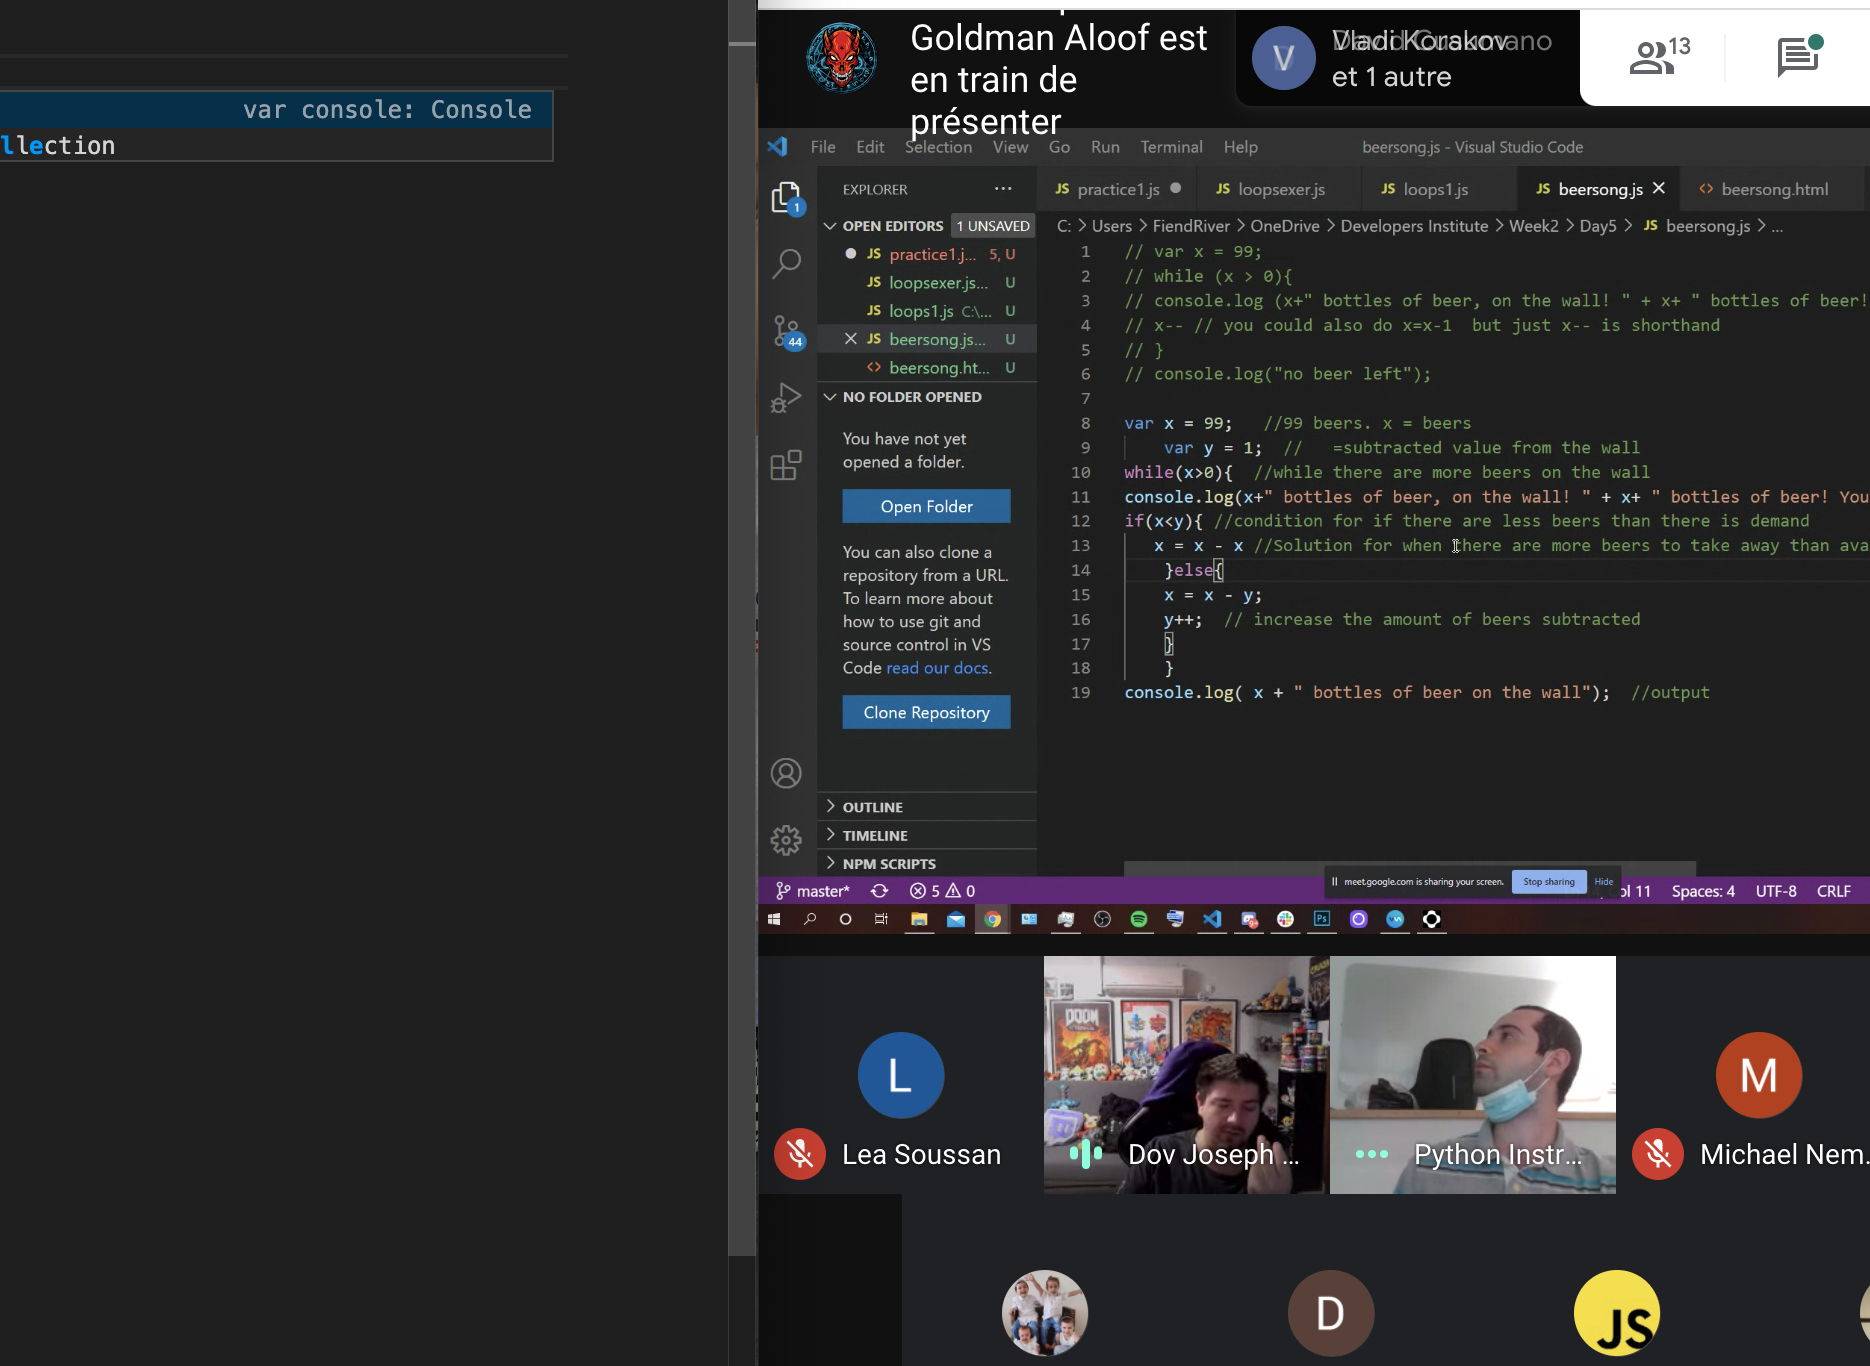 var console: Console
llection
Goldman Aloof est
en train de
présenter
V
Vladi Korakov
et 1 autre
13
File Edit Selection View Go Run Terminal Help
beersong.js - Visual Studio Code
EXPLORER
JS practice1.js
JS loopsexer.js
JS loops1.js
JS beersong.js
<> beersong.html
1
OPEN EDITORS 1 UNSAVED
C: > Users > FiendRiver > OneDrive > Developers Institute > Week2 > Day5 > JS beersong.js > ...
JS practice1.j... 5, U
JS loopsexer.js... U
JS loops1.js C:\... U
JS beersong.js... U
<> beersong.ht... U
44
NO FOLDER OPENED
You have not yet
opened a folder.
Open Folder
You can also clone a
repository from a URL.
To learn more about
how to use git and
source control in VS
Code read our docs.
Clone Repository
OUTLINE
TIMELINE
NPM SCRIPTS
1 // var x = 99;
2 // while (x > 0){
3 // console.log (x+" bottles of beer, on the wall! " + x+ " bottles of beer!
4 // x-- // you could also do x=x-1 but just x-- is shorthand
5 // }
6 // console.log("no beer left");
7
8 var x = 99; //99 beers. x = beers
9 var y = 1; // =subtracted value from the wall
10 while(x>0){ //while there are more beers on the wall
11 console.log(x+" bottles of beer, on the wall! " + x+ " bottles of beer! You
12 if(x<y){ //condition for if there are less beers than there is demand
13 x = x - x //Solution for when there are more beers to take away than ava
14 }else{
15 x = x - y;
16 y++; // increase the amount of beers subtracted
17 }
18 }
19 console.log( x + " bottles of beer on the wall"); //output
master* 5 0
meet.google.com is sharing your screen. Stop sharing Hide
ol 11 Spaces: 4 UTF-8 CRLF
Ps
DOOM
L
M
Lea Soussan
Dov Joseph ...
Python Instr...
Michael Nem.
D
JS